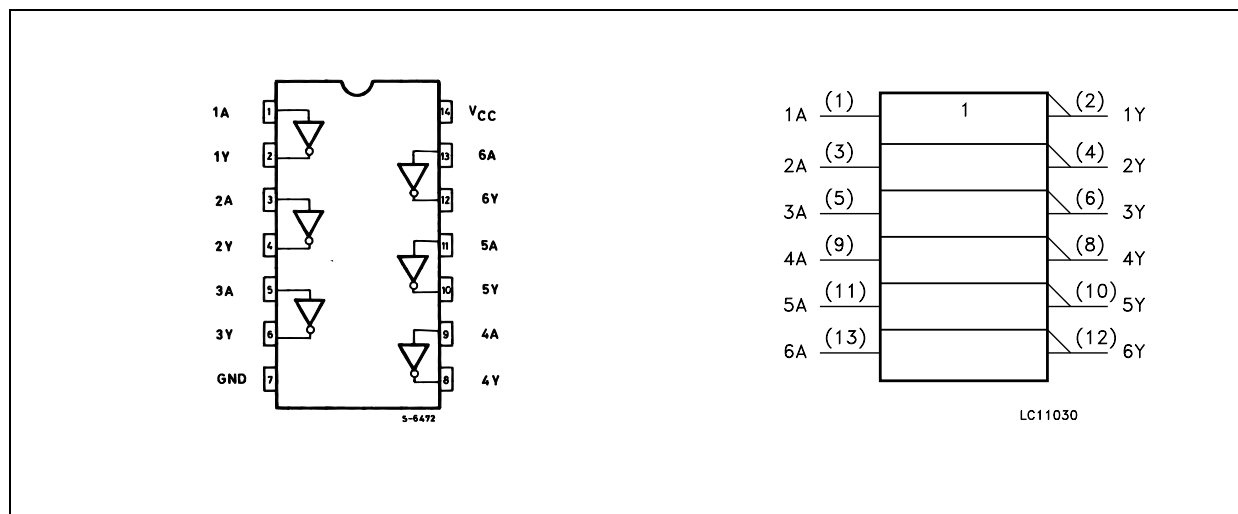 1A 1 14 VCC
1Y 2 13 6A
2A 3 12 6Y
2Y 4 11 5A
3A 5 10 5Y
3Y 6 9 4A
GND 7 8 4Y
S-6472
1A (1) 1 (2) 1Y
2A (3) (4) 2Y
3A (5) (6) 3Y
4A (9) (8) 4Y
5A (11) (10) 5Y
6A (13) (12) 6Y
LC11030